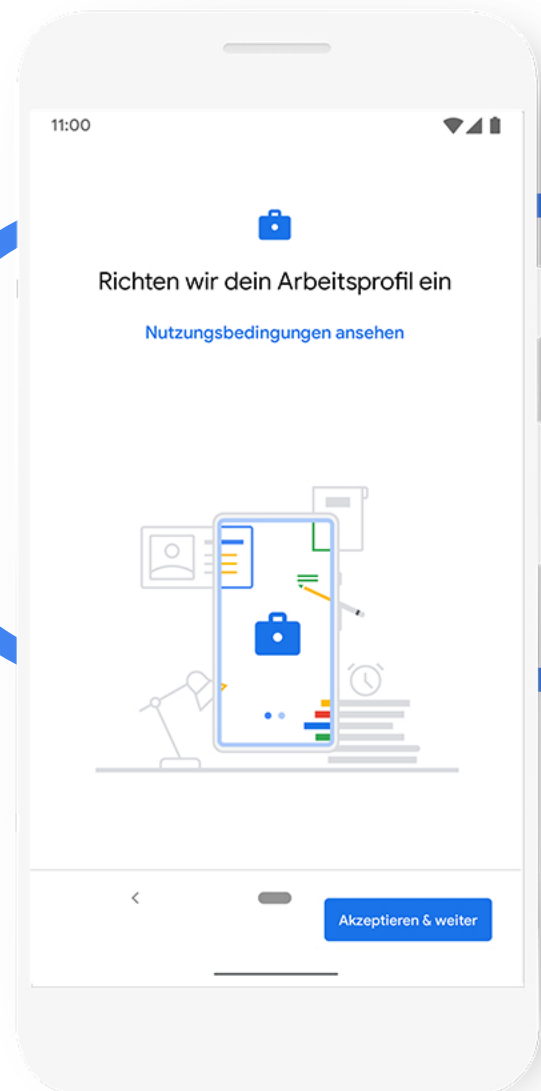 11:00
Richten wir dein Arbeitsprofil ein
Nutzungsbedingungen ansehen
Akzeptieren & weiter